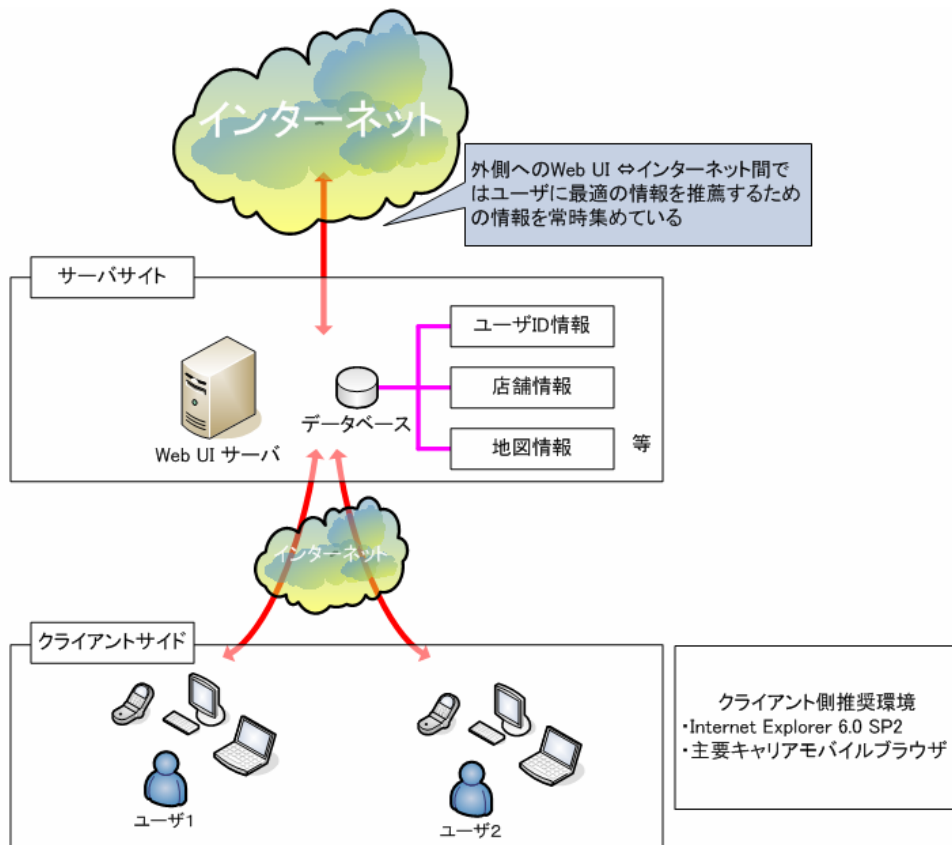 インターネット
外側へのWeb UI ⇔インターネット間で
はユーザに最適の情報を推薦するため
の情報を常時集めている
サーバサイト
ユーザID情報
店舗情報
地図情報
等
データベース
Web UI サーバ
インターネット
クライアントサイド
クライアント側推奨環境
・Internet Explorer 6.0 SP2
・主要キャリアモバイルブラウザ
ユーザ1
ユーザ2